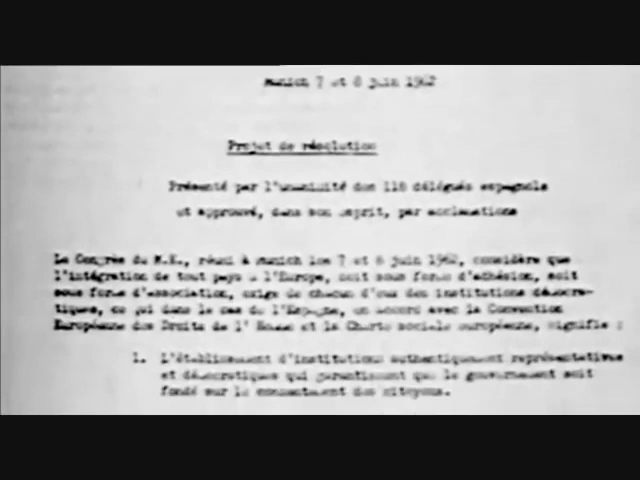 Munich 7 et 8 juin 1962
Projet de résolution
Présenté par l'unanimité des 118 délégués espagnols
et approuvé, dans son esprit, par acclamations
Le Congrès du M.E., réuni à Munich les 7 et 8 juin 1962, considère que
l'intégration de tout pays à l'Europe, soit sous forme d'adhésion, soit
sous forme d'association, exige de chacun d'eux des institutions démocra-
tiques, ce qui dans le cas de l'Espagne, un accord avec la Convention
Européenne des Droits de l' Homme et la Charte sociale européenne, signifie :
1. L'établissement d'institutions authentiquement représentatives
et démocratiques qui garantissent que le gouvernement soit
fondé sur le consentement des citoyens.